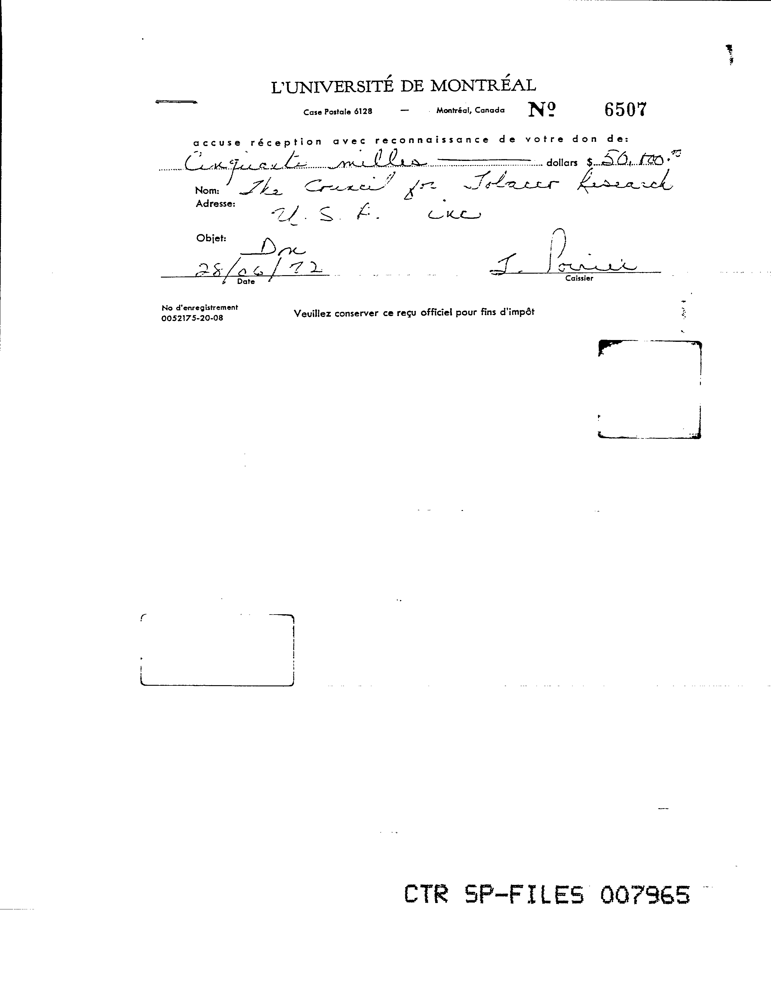 L'UNIVERSITÉ DE MONTRÉAL
Case Postale 6128 — Montréal, Canada Nº 6507
accuse réception avec reconnaissance de votre don de:
Cinquante milles dollars $ 50,000.00
Nom: The Council for Tobacco Research
Adresse: U. S. A. inc
Objet: Don
28/06/72 J. Poirier
Date Caissier
No d'enregistrement
0052175-20-08
Veuillez conserver ce reçu officiel pour fins d'impôt
CTR SP-FILES 007965